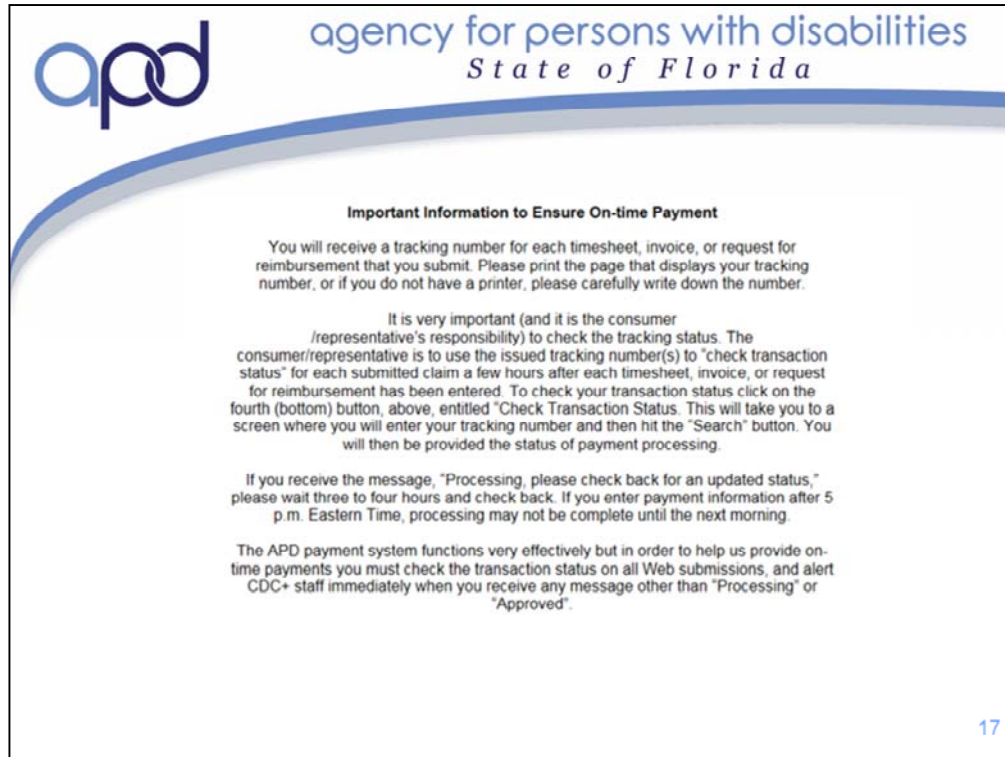 apd
agency for persons with disabilities
State of Florida
Important Information to Ensure On-time Payment
You will receive a tracking number for each timesheet, invoice, or request for
reimbursement that you submit. Please print the page that displays your tracking
number, or if you do not have a printer, please carefully write down the number.
It is very important (and it is the consumer
/representative's responsibility) to check the tracking status. The
consumer/representative is to use the issued tracking number(s) to "check transaction
status" for each submitted claim a few hours after each timesheet, invoice, or request
for reimbursement has been entered. To check your transaction status click on the
fourth (bottom) button, above, entitled "Check Transaction Status. This will take you to a
screen where you will enter your tracking number and then hit the "Search" button. You
will then be provided the status of payment processing.
If you receive the message, "Processing, please check back for an updated status,"
please wait three to four hours and check back. If you enter payment information after 5
p.m. Eastern Time, processing may not be complete until the next morning.
The APD payment system functions very effectively but in order to help us provide on-
time payments you must check the transaction status on all Web submissions, and alert
CDC+ staff immediately when you receive any message other than "Processing" or
"Approved".
17